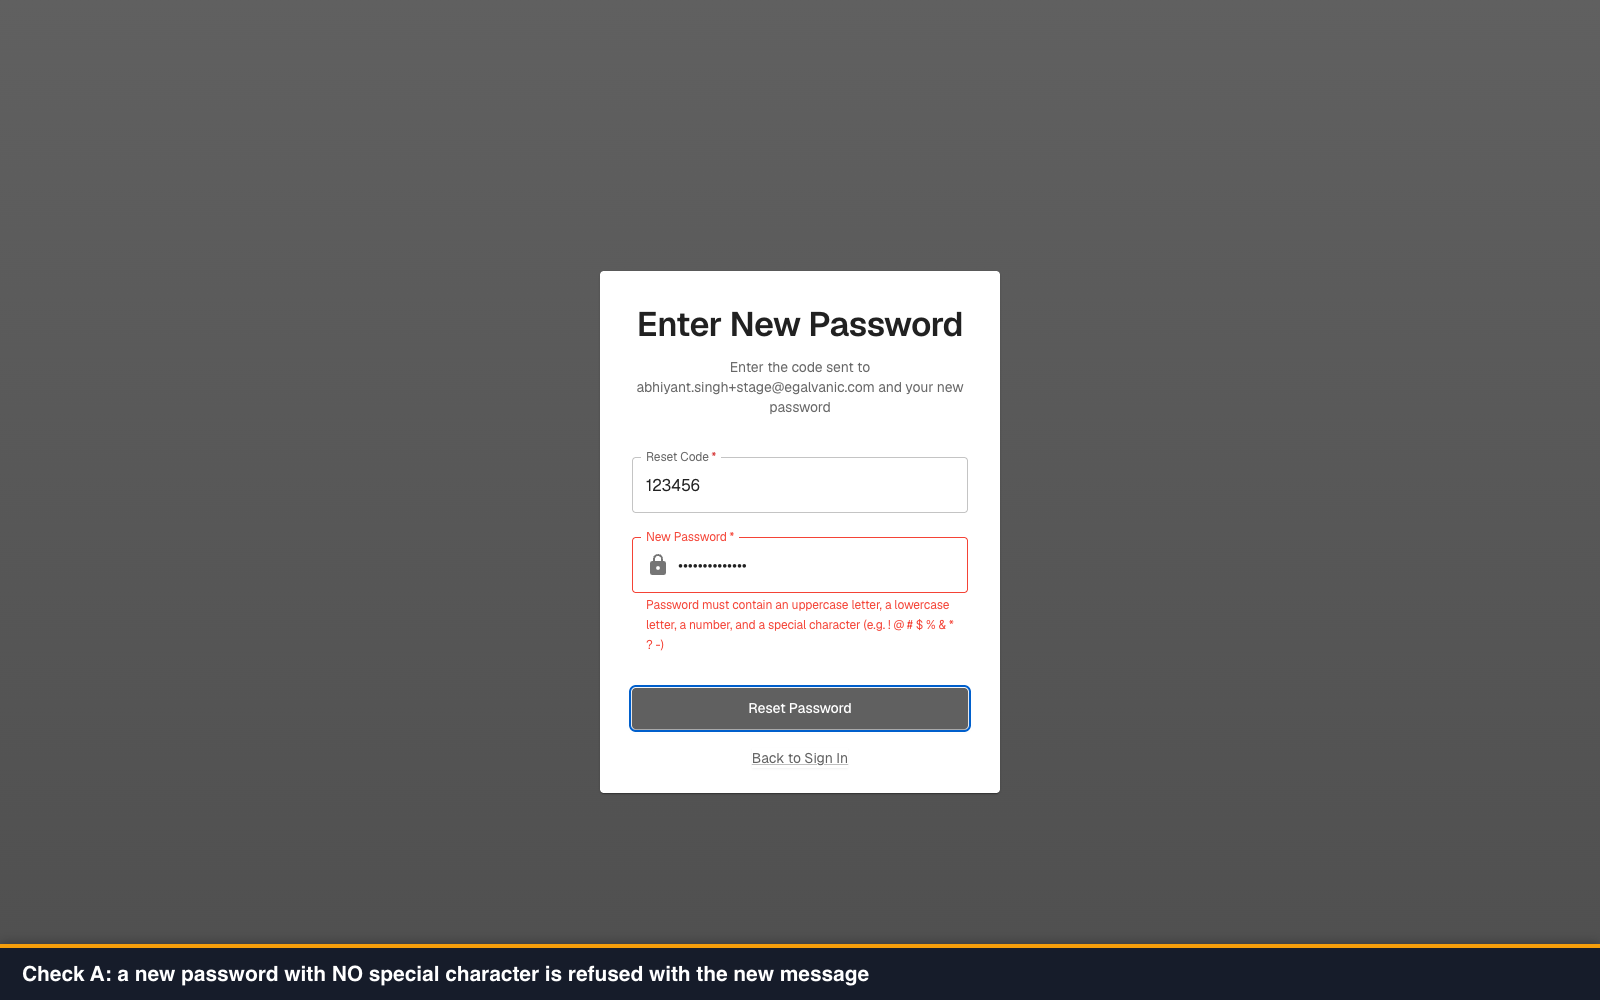 Enter New Password
Enter the code sent to
abhiyant.singh+stage@egalvanic.com and your new
password
Reset Code *
123456
New Password *
••••••••••••••
Password must contain an uppercase letter, a lowercase
letter, a number, and a special character (e.g. ! @ # $ % & *
? -)
Reset Password
Back to Sign In
Check A: a new password with NO special character is refused with the new message